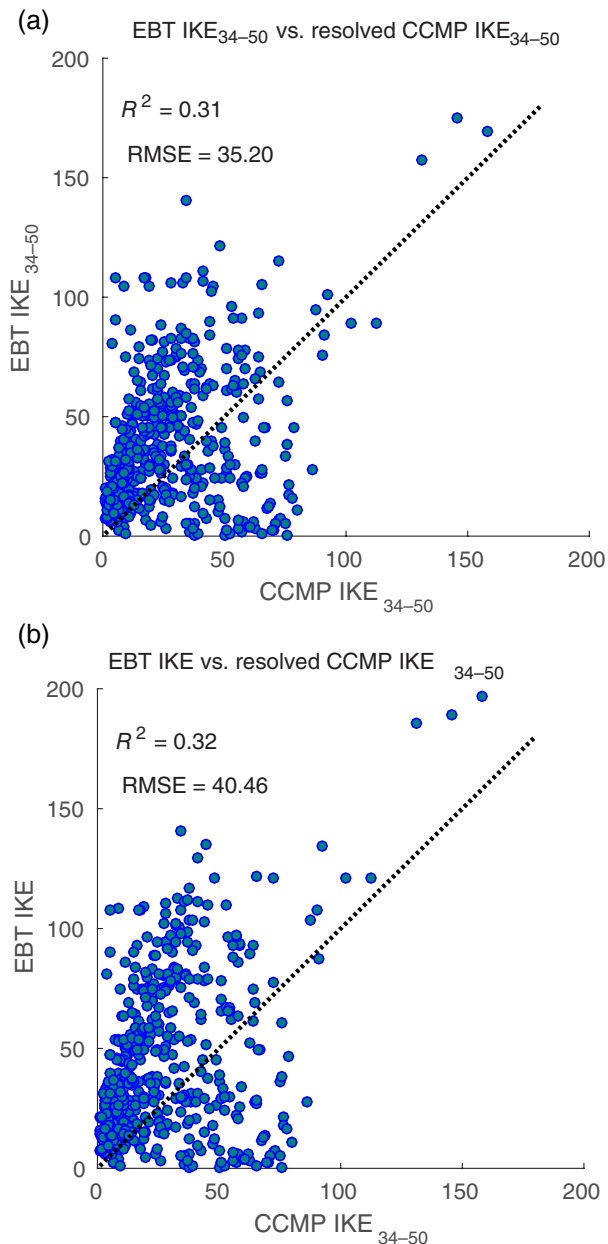 (a)
EBT IKE34–50 vs. resolved CCMP IKE34–50
200
R2 = 0.31
RMSE = 35.20
150
100
50
0
EBT IKE34–50
0 50 100 150 200
CCMP IKE34–50
(b)
EBT IKE vs. resolved CCMP IKE 34–50
200
R2 = 0.32
RMSE = 40.46
150
100
50
0
EBT IKE
0 50 100 150 200
CCMP IKE34–50